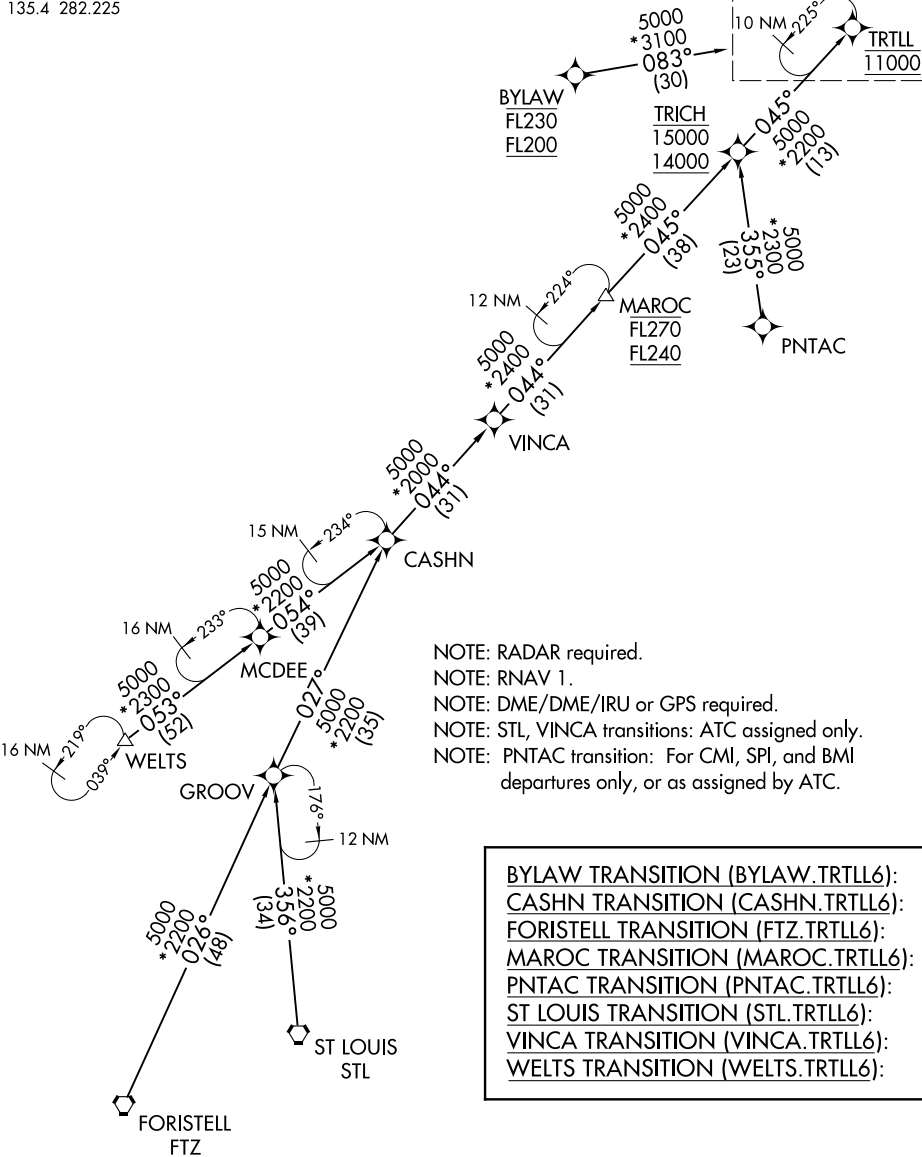 135.4 282.225
5000
*3100
083°
(30)
10 NM
225°
TRTLL
11000
BYLAW
FL230
FL200
TRICH
15000
14000
045°
5000
*2200
(13)
5000
*2400
045°
(38)
5000
*2300
355°
(23)
12 NM
224°
MAROC
FL270
FL240
PNTAC
5000
*2400
044°
(31)
VINCA
5000
*2000
044°
(31)
15 NM
234°
CASHN
5000
*2200
054°
(39)
16 NM
233°
MCDEE
5000
*2300
053°
(52)
16 NM
219°
039°
WELTS
027°
5000
*2200
(35)
NOTE: RADAR required.
NOTE: RNAV 1.
NOTE: DME/DME/IRU or GPS required.
NOTE: STL, VINCA transitions: ATC assigned only.
NOTE: PNTAC transition: For CMI, SPI, and BMI
departures only, or as assigned by ATC.
GROOV
176°
12 NM
5000
*2200
356°
(34)
5000
*2200
026°
(48)
ST LOUIS
STL
FORISTELL
FTZ
BYLAW TRANSITION (BYLAW.TRTLL6):
CASHN TRANSITION (CASHN.TRTLL6):
FORISTELL TRANSITION (FTZ.TRTLL6):
MAROC TRANSITION (MAROC.TRTLL6):
PNTAC TRANSITION (PNTAC.TRTLL6):
ST LOUIS TRANSITION (STL.TRTLL6):
VINCA TRANSITION (VINCA.TRTLL6):
WELTS TRANSITION (WELTS.TRTLL6):